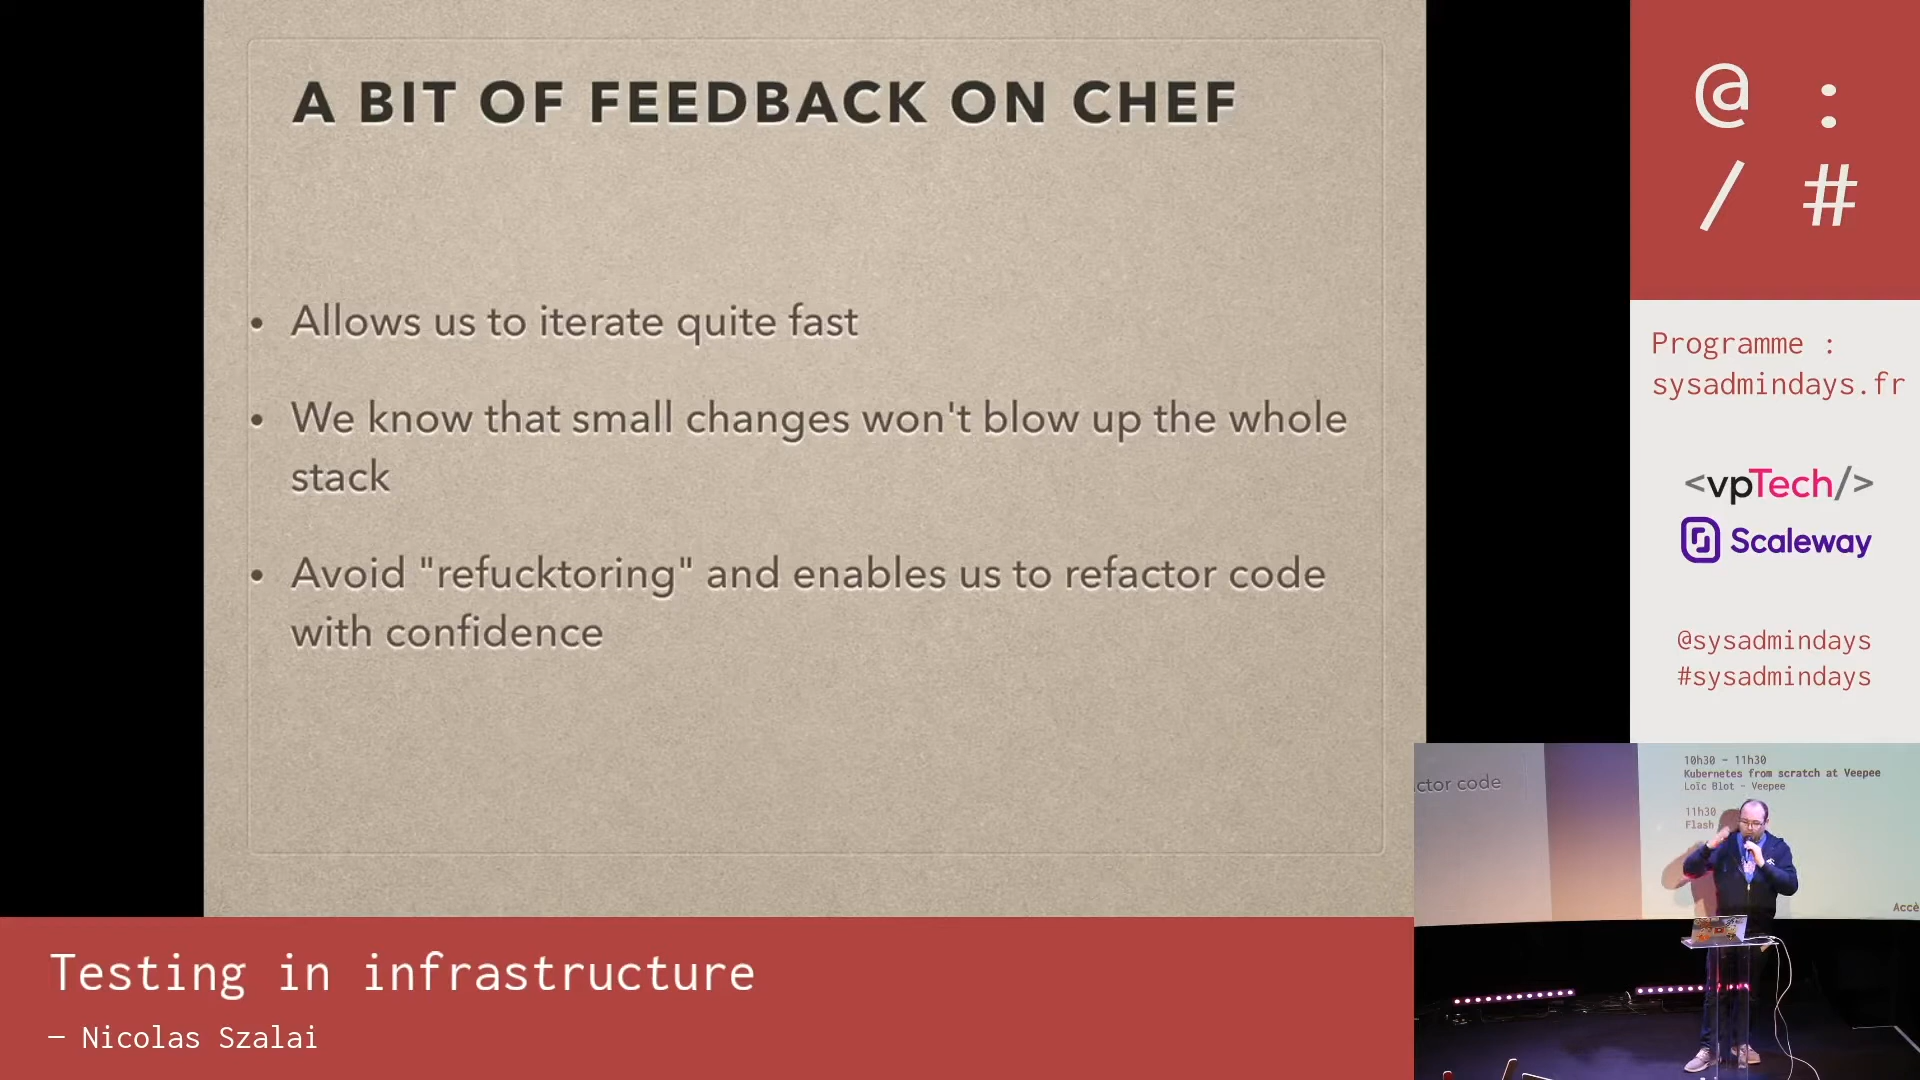 A BIT OF FEEDBACK ON CHEF
• Allows us to iterate quite fast
• We know that small changes won't blow up the whole
stack
• Avoid "refucktoring" and enables us to refactor code
with confidence
@ :
/ #
Programme :
sysadmindays.fr
<vpTech/>
Scaleway
@sysadmindays
#sysadmindays
ctor code
10h30 – 11h30
Kubernetes from scratch at Veepee
Loïc Blot – Veepee
11h30
Flash
Accè
Testing in infrastructure
– Nicolas Szalai